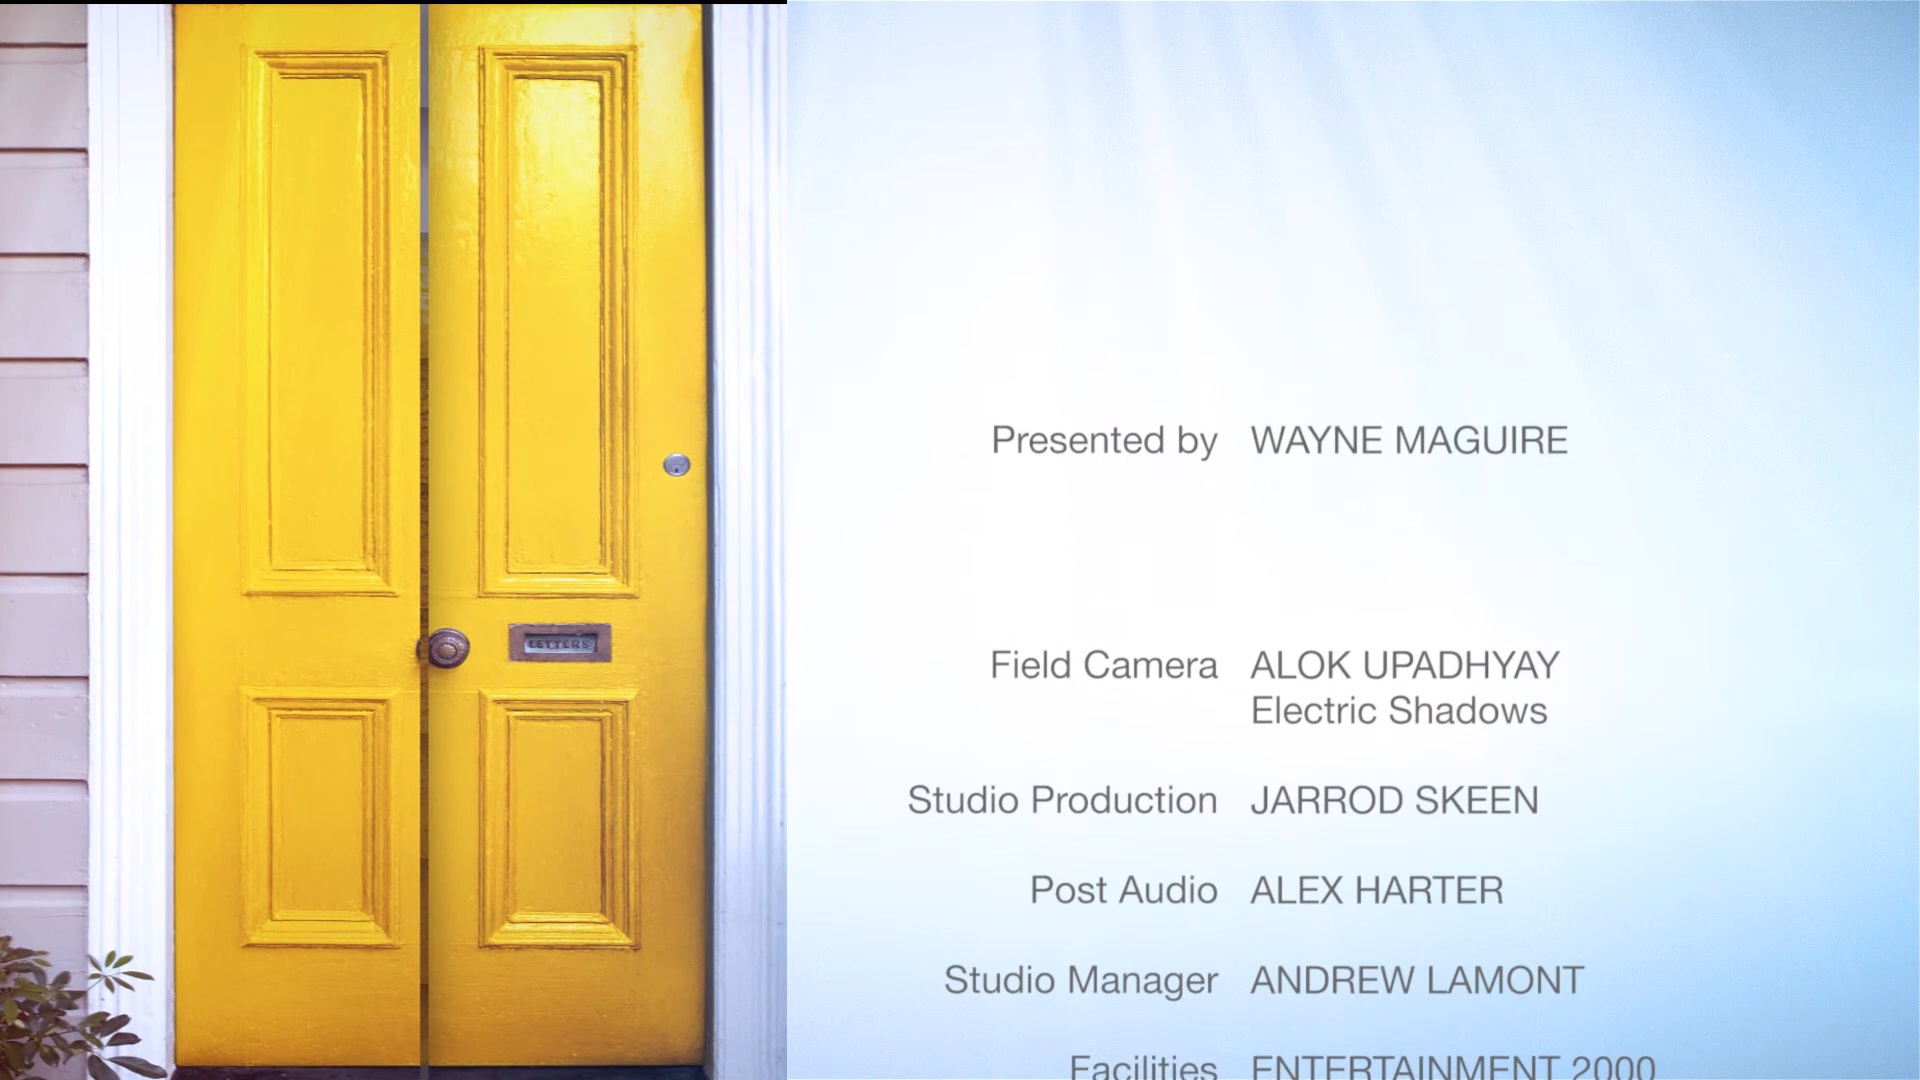 LETTERS
Presented by WAYNE MAGUIRE
Field Camera ALOK UPADHYAY
Electric Shadows
Studio Production JARROD SKEEN
Post Audio ALEX HARTER
Studio Manager ANDREW LAMONT
Facilities ENTERTAINMENT 2000